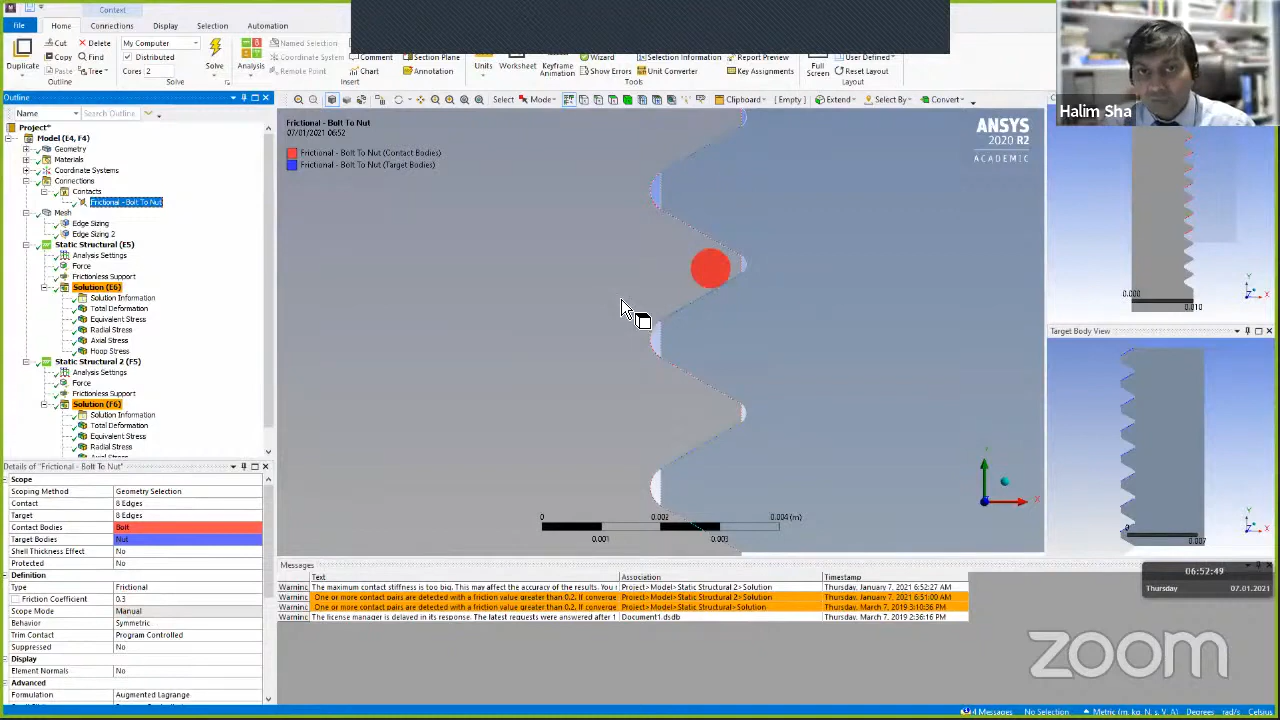 Context
File
Home
Connections
Display
Selection
Automation
Duplicate
Cut
Copy
Paste
Delete
Find
Tree
Outline
My Computer
Distributed
Cores 2
Solve
Solve
Analysis
Named Selection
Coordinate System
Remote Point
Comment
Chart
Section Plane
Annotation
Insert
Units
Worksheet
Keyframe Animation
Wizard
Show Errors
Selection Information
Unit Converter
Report Preview
Key Assignments
Tools
Full Screen
User Defined
Reset Layout
Layout
Halim Sha
Outline
Name
Search Outline
Select
Mode
Clipboard
[ Empty ]
Extend
Select By
Convert
Project*
Model (E4, F4)
Geometry
Materials
Coordinate Systems
Connections
Contacts
Frictional - Bolt To Nut
Mesh
Edge Sizing
Edge Sizing 2
Static Structural (E5)
Analysis Settings
Force
Frictionless Support
Solution (E6)
Solution Information
Total Deformation
Equivalent Stress
Radial Stress
Axial Stress
Hoop Stress
Static Structural 2 (F5)
Analysis Settings
Force
Frictionless Support
Solution (F6)
Solution Information
Total Deformation
Equivalent Stress
Radial Stress
Frictional - Bolt To Nut
07/01/2021 06:52
Frictional - Bolt To Nut (Contact Bodies)
Frictional - Bolt To Nut (Target Bodies)
ANSYS
2020 R2
ACADEMIC
0
0.002
0.004 (m)
0.001
0.003
Y
X
0.000
0.010
Y
X
Target Body View
0
0.007
Y
X
Details of "Frictional - Bolt To Nut"
Scope
Scoping Method Geometry Selection
Contact 8 Edges
Target 8 Edges
Contact Bodies Bolt
Target Bodies Nut
Shell Thickness Effect No
Protected No
Definition
Type Frictional
Friction Coefficient 0.3
Scope Mode Manual
Behavior Symmetric
Trim Contact Program Controlled
Suppressed No
Display
Element Normals No
Advanced
Formulation Augmented Lagrange
Messages
Text Association Timestamp
Warning The maximum contact stiffness is too big. This may affect the accuracy of the results. You Project>Model>Static Structural 2>Solution Thursday, January 7, 2021 6:52:27 AM
Warning One or more contact pairs are detected with a friction value greater than 0.2. If converge Project>Model>Static Structural 2>Solution Thursday, January 7, 2021 6:51:00 AM
Warning One or more contact pairs are detected with a friction value greater than 0.2. If converge Project>Model>Static Structural>Solution Thursday, March 7, 2019 3:10:36 PM
Warning The license manager is delayed in its response. The latest requests were answered after 1 Document1.dsdb Thursday, March 7, 2019 2:36:16 PM
06:52:49
Thursday 07.01.2021
zoom
4 Messages
No Selection
Metric (m, kg, N, s, V, A) Degrees rad/s Celsius